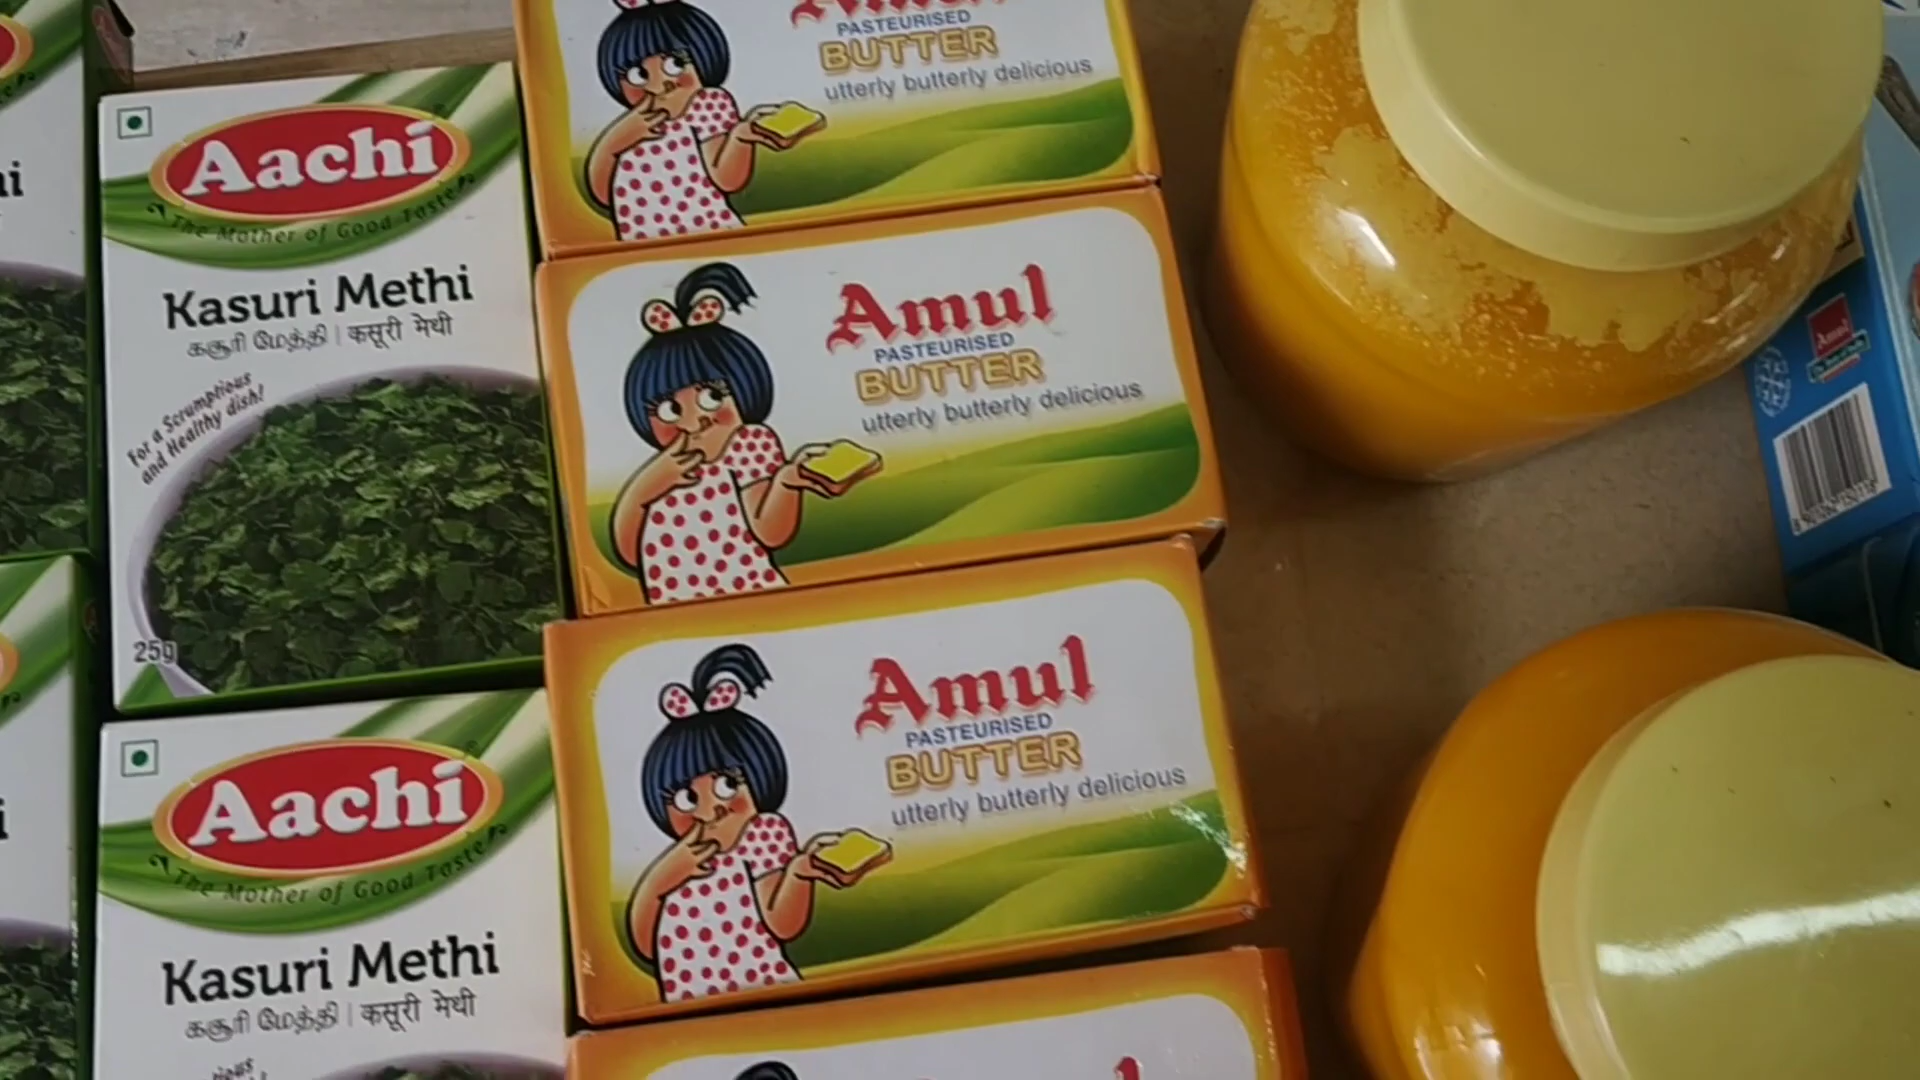 Aachi
The Mother of Good Taste
Kasuri Methi
கசூரி மேத்தி | कसूरी मेथी
For a Scrumptious
and Healthy dish!
25g
Aachi
The Mother of Good Taste
Kasuri Methi
கசூரி மேத்தி | कसूरी मेथी
Amul
PASTEURISED
BUTTER
utterly butterly delicious
Amul
PASTEURISED
BUTTER
utterly butterly delicious
Amul
PASTEURISED
BUTTER
utterly butterly delicious
Amul